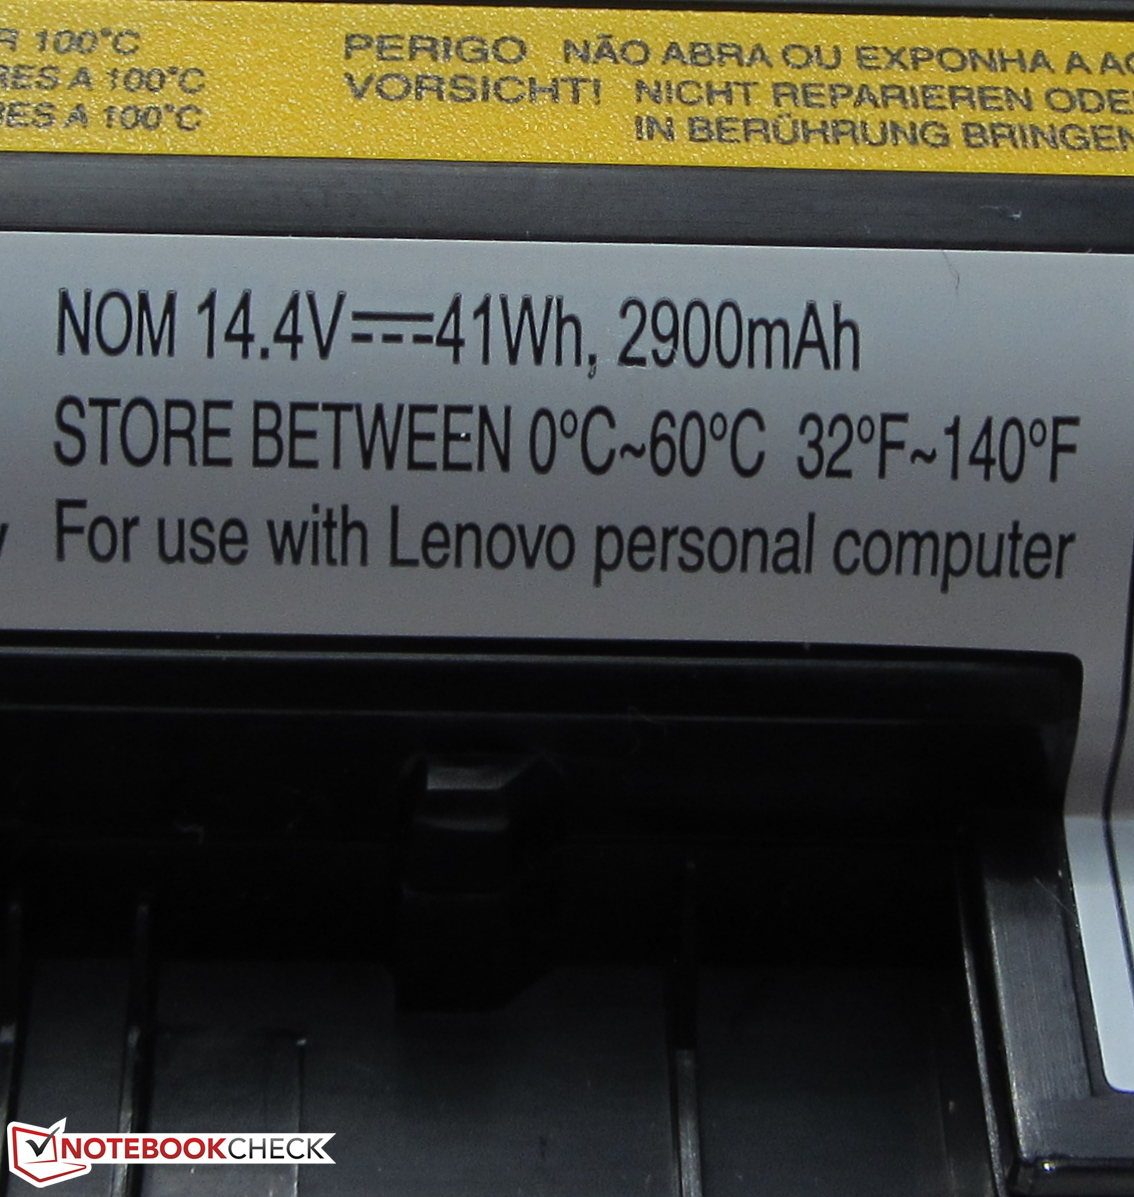 R 100°C
RES A 100°C
RES A 100°C
PERIGO NÃO ABRA OU EXPONHA A
VORSICHT! NICHT REPARIEREN ODER
IN BERÜHRUNG BRINGEN
NOM 14.4V⎓41Wh, 2900mAh
STORE BETWEEN 0°C~60°C 32°F~140°F
For use with Lenovo personal computer
NOTEBOOKCHECK